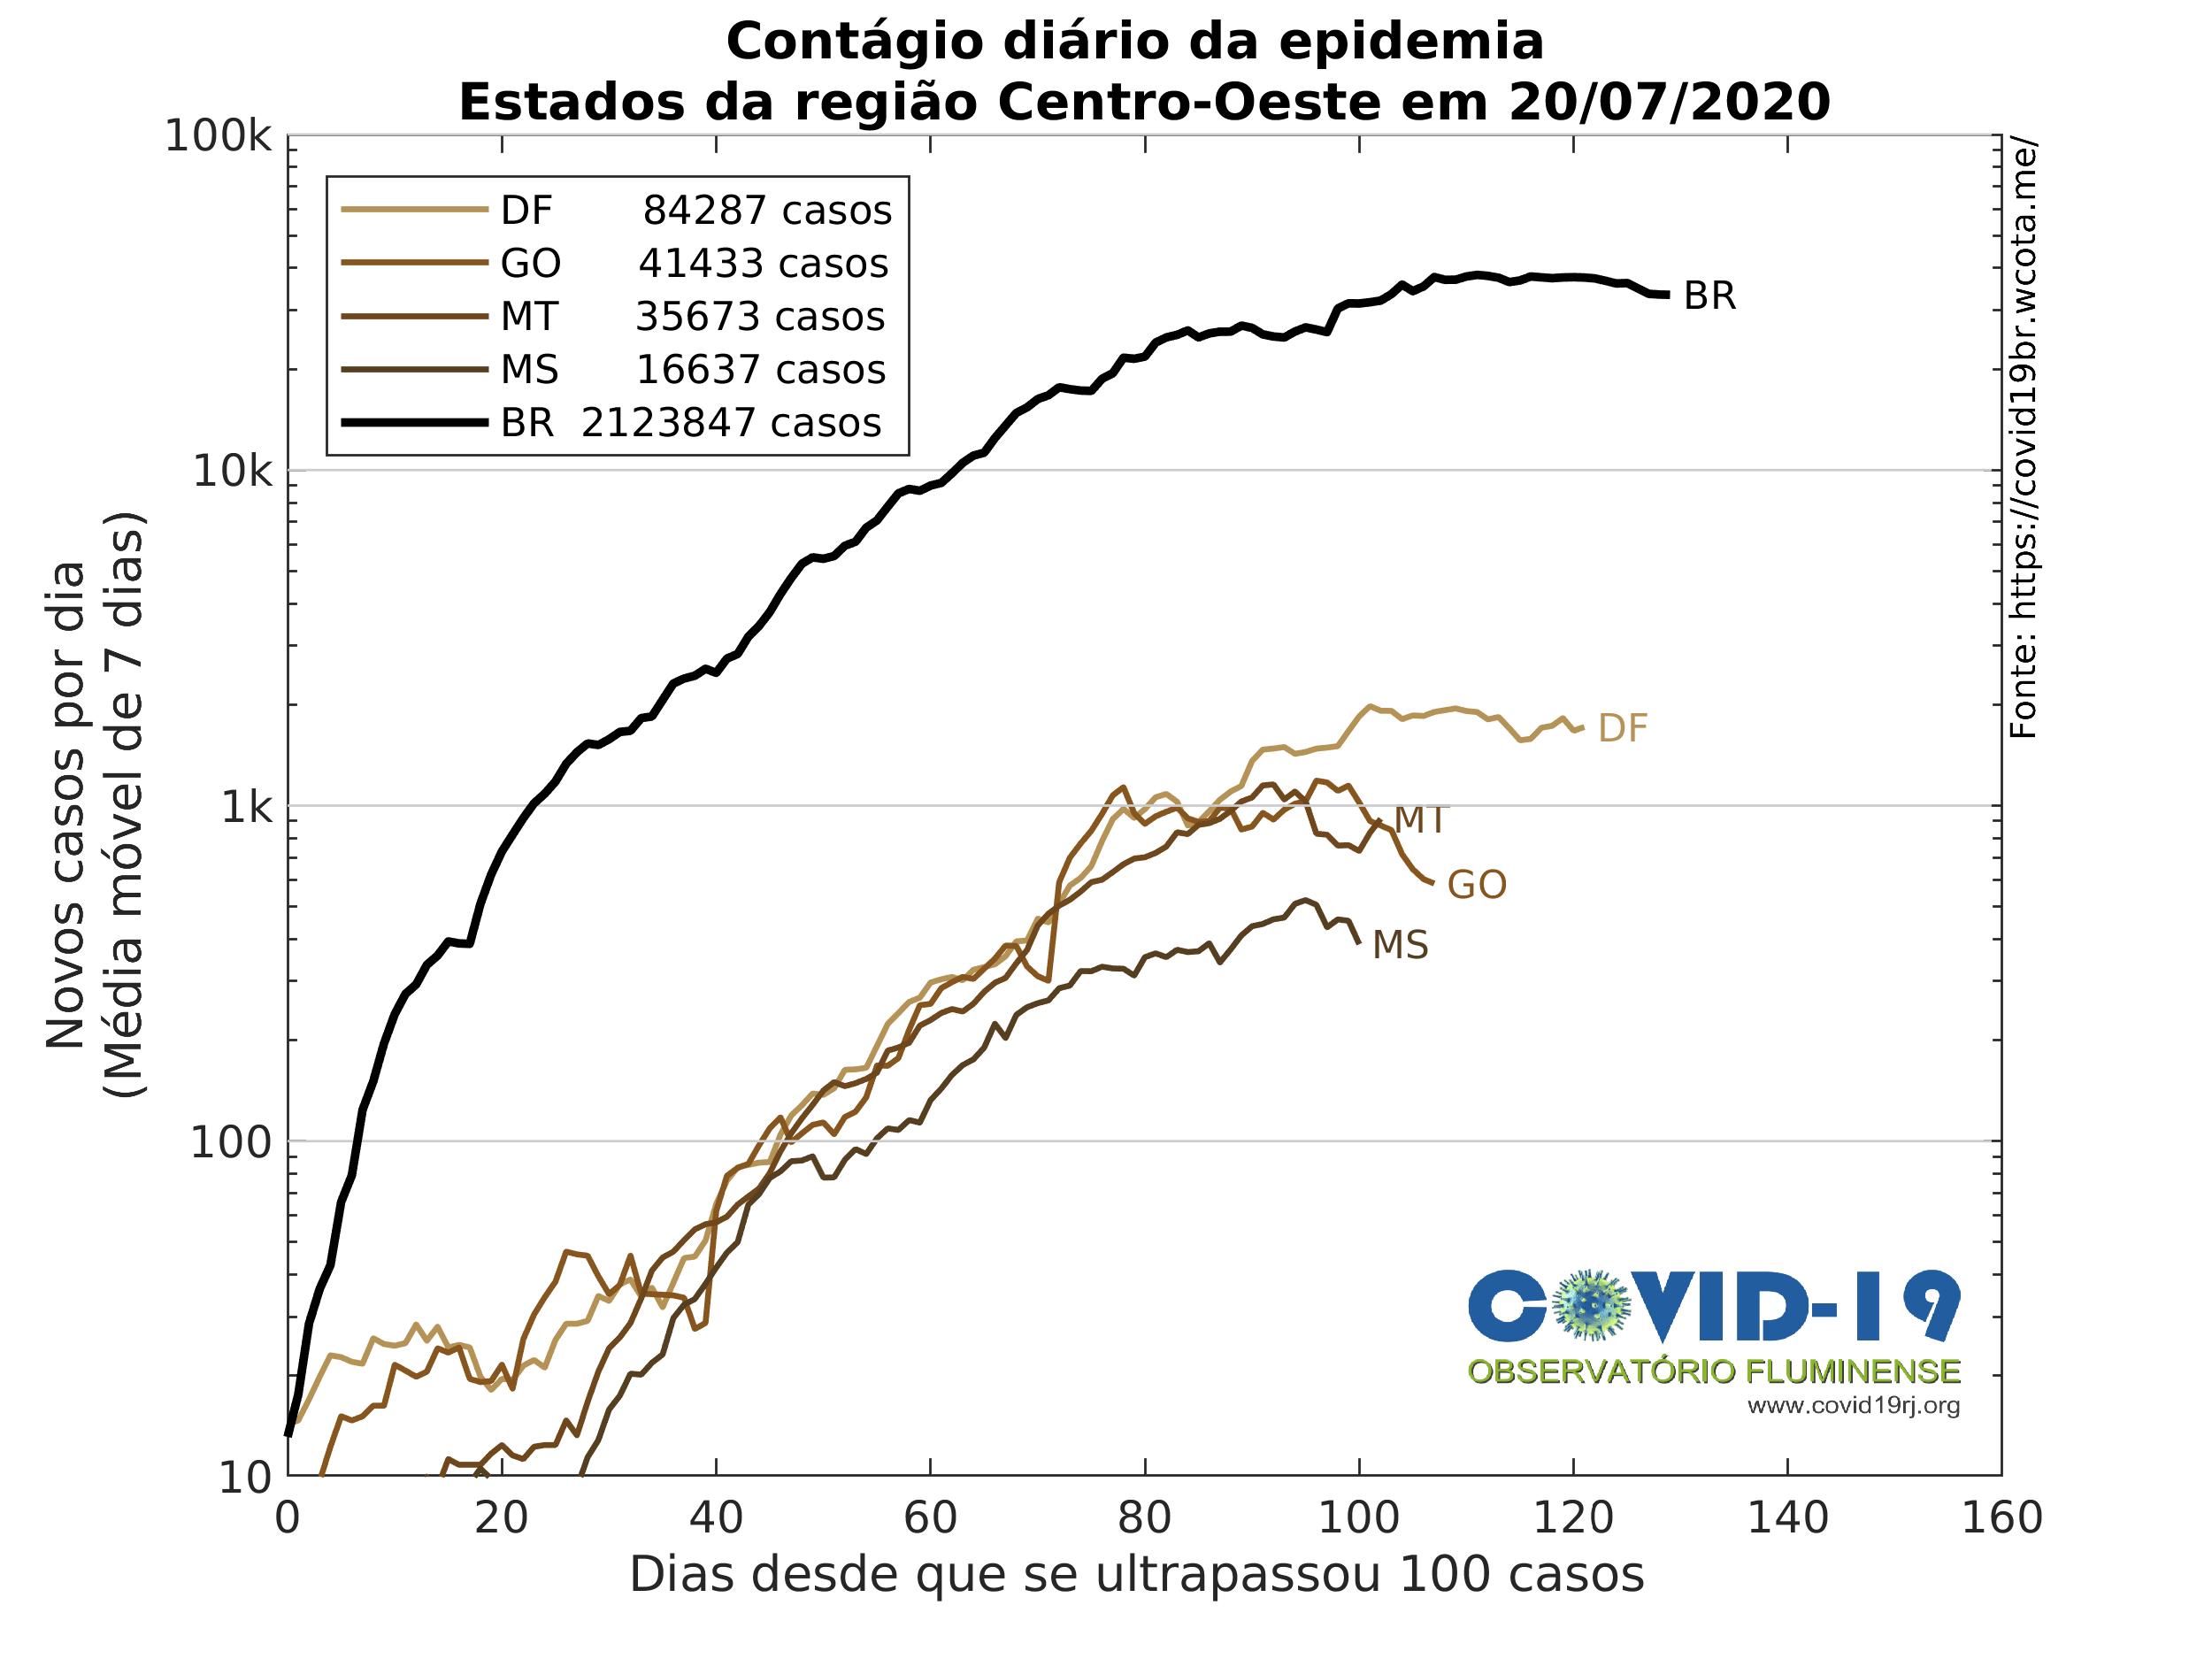 Contágio diário da epidemia
Estados da região Centro-Oeste em 20/07/2020
DF 84287 casos
GO 41433 casos
MT 35673 casos
MS 16637 casos
BR 2123847 casos
100k
10k
1k
100
10
Novos casos por dia
(Média móvel de 7 dias)
BR
DF
MT
GO
MS
Fonte: https://covid19br.wcota.me/
COVID-19
OBSERVATÓRIO FLUMINENSE
www.covid19rj.org
0 20 40 60 80 100 120 140 160
Dias desde que se ultrapassou 100 casos